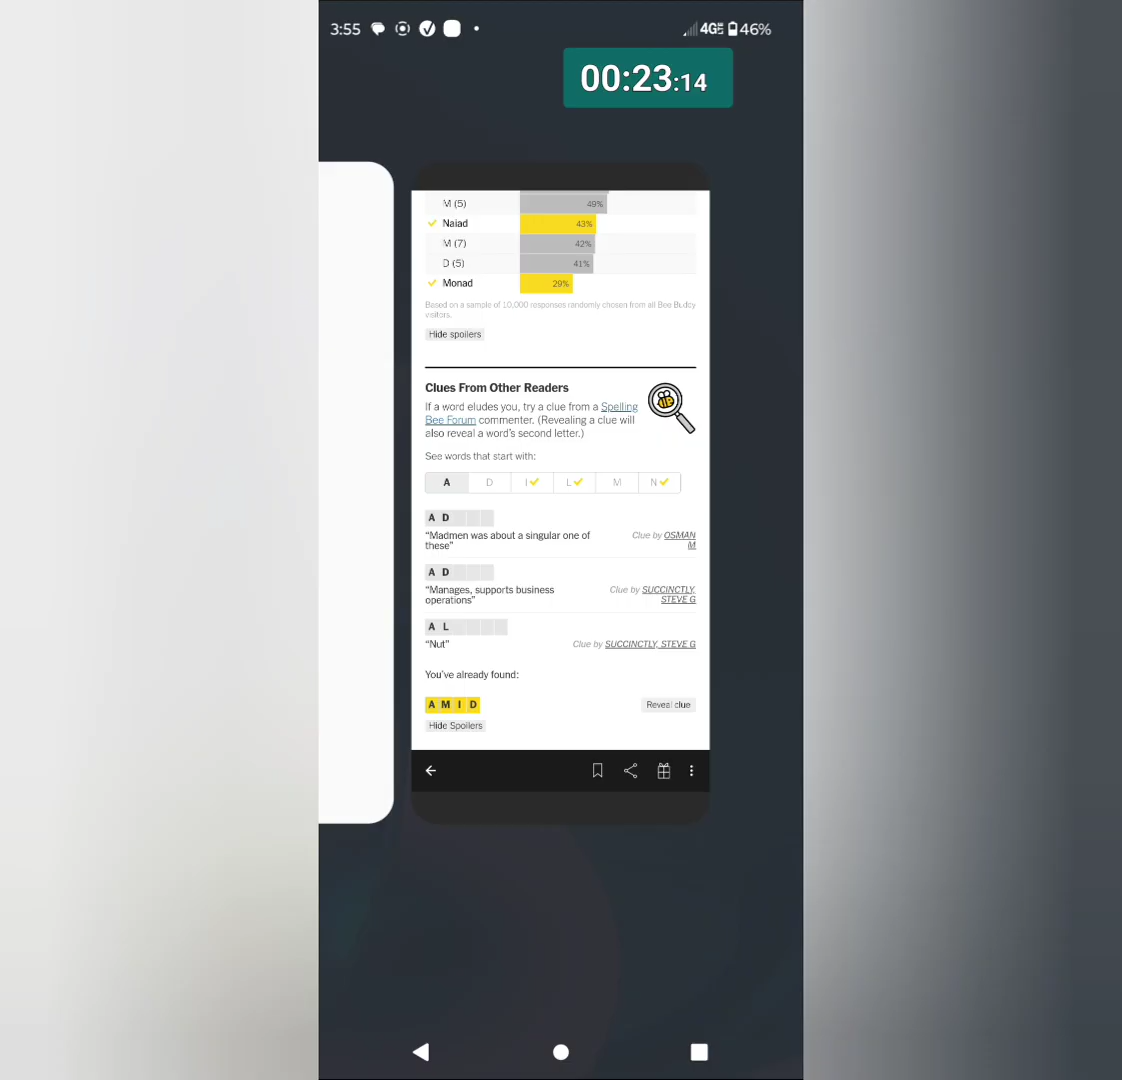 3:55 4GE 46%
00:23:14
M (5) 49%
Naiad 43%
M (7) 42%
D (5) 41%
Monad 29%
Based on a sample of 10,000 responses randomly chosen from all Bee Buddy
visitors.
Hide spoilers
Clues From Other Readers
If a word eludes you, try a clue from a Spelling
Bee Forum commenter. (Revealing a clue will
also reveal a word's second letter.)
See words that start with:
A D I L M N
A D
“Madmen was about a singular one of
these” Clue by OSMAN
M
A D
“Manages, supports business
operations” Clue by SUCCINCTLY,
STEVE G
A L
“Nut” Clue by SUCCINCTLY, STEVE G
You've already found:
A M I D Reveal clue
Hide Spoilers